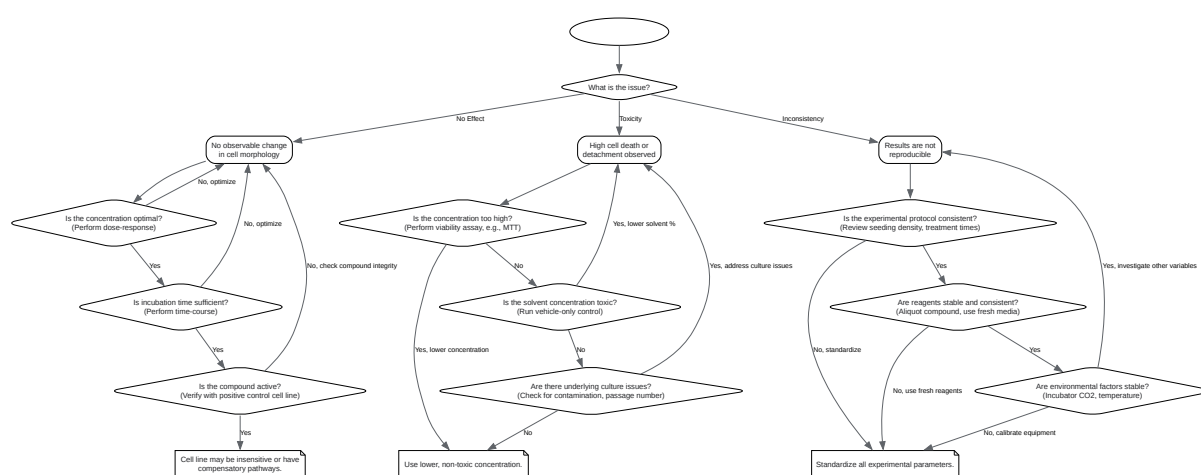 What is the issue?
No Effect
Toxicity
Inconsistency
No observable change
in cell morphology
High cell death or
detachment observed
Results are not
reproducible
No, optimize
Is the concentration optimal?
(Perform dose-response)
Is the concentration too high?
(Perform viability assay, e.g., MTT)
Is the experimental protocol consistent?
(Review seeding density, treatment times)
No, optimize
Yes, lower solvent %
Yes
No, check compound integrity
No
Yes, address culture issues
Yes
Yes, investigate other variables
Is incubation time sufficient?
(Perform time-course)
Is the solvent concentration toxic?
(Run vehicle-only control)
Are reagents stable and consistent?
(Aliquot compound, use fresh media)
Yes
Yes, lower concentration
No
No, standardize
Yes
Is the compound active?
(Verify with positive control cell line)
Are there underlying culture issues?
(Check for contamination, passage number)
No, use fresh reagents
Are environmental factors stable?
(Incubator CO2, temperature)
Yes
No
No, calibrate equipment
Cell line may be insensitive or have
compensatory pathways.
Use lower, non-toxic concentration.
Standardize all experimental parameters.